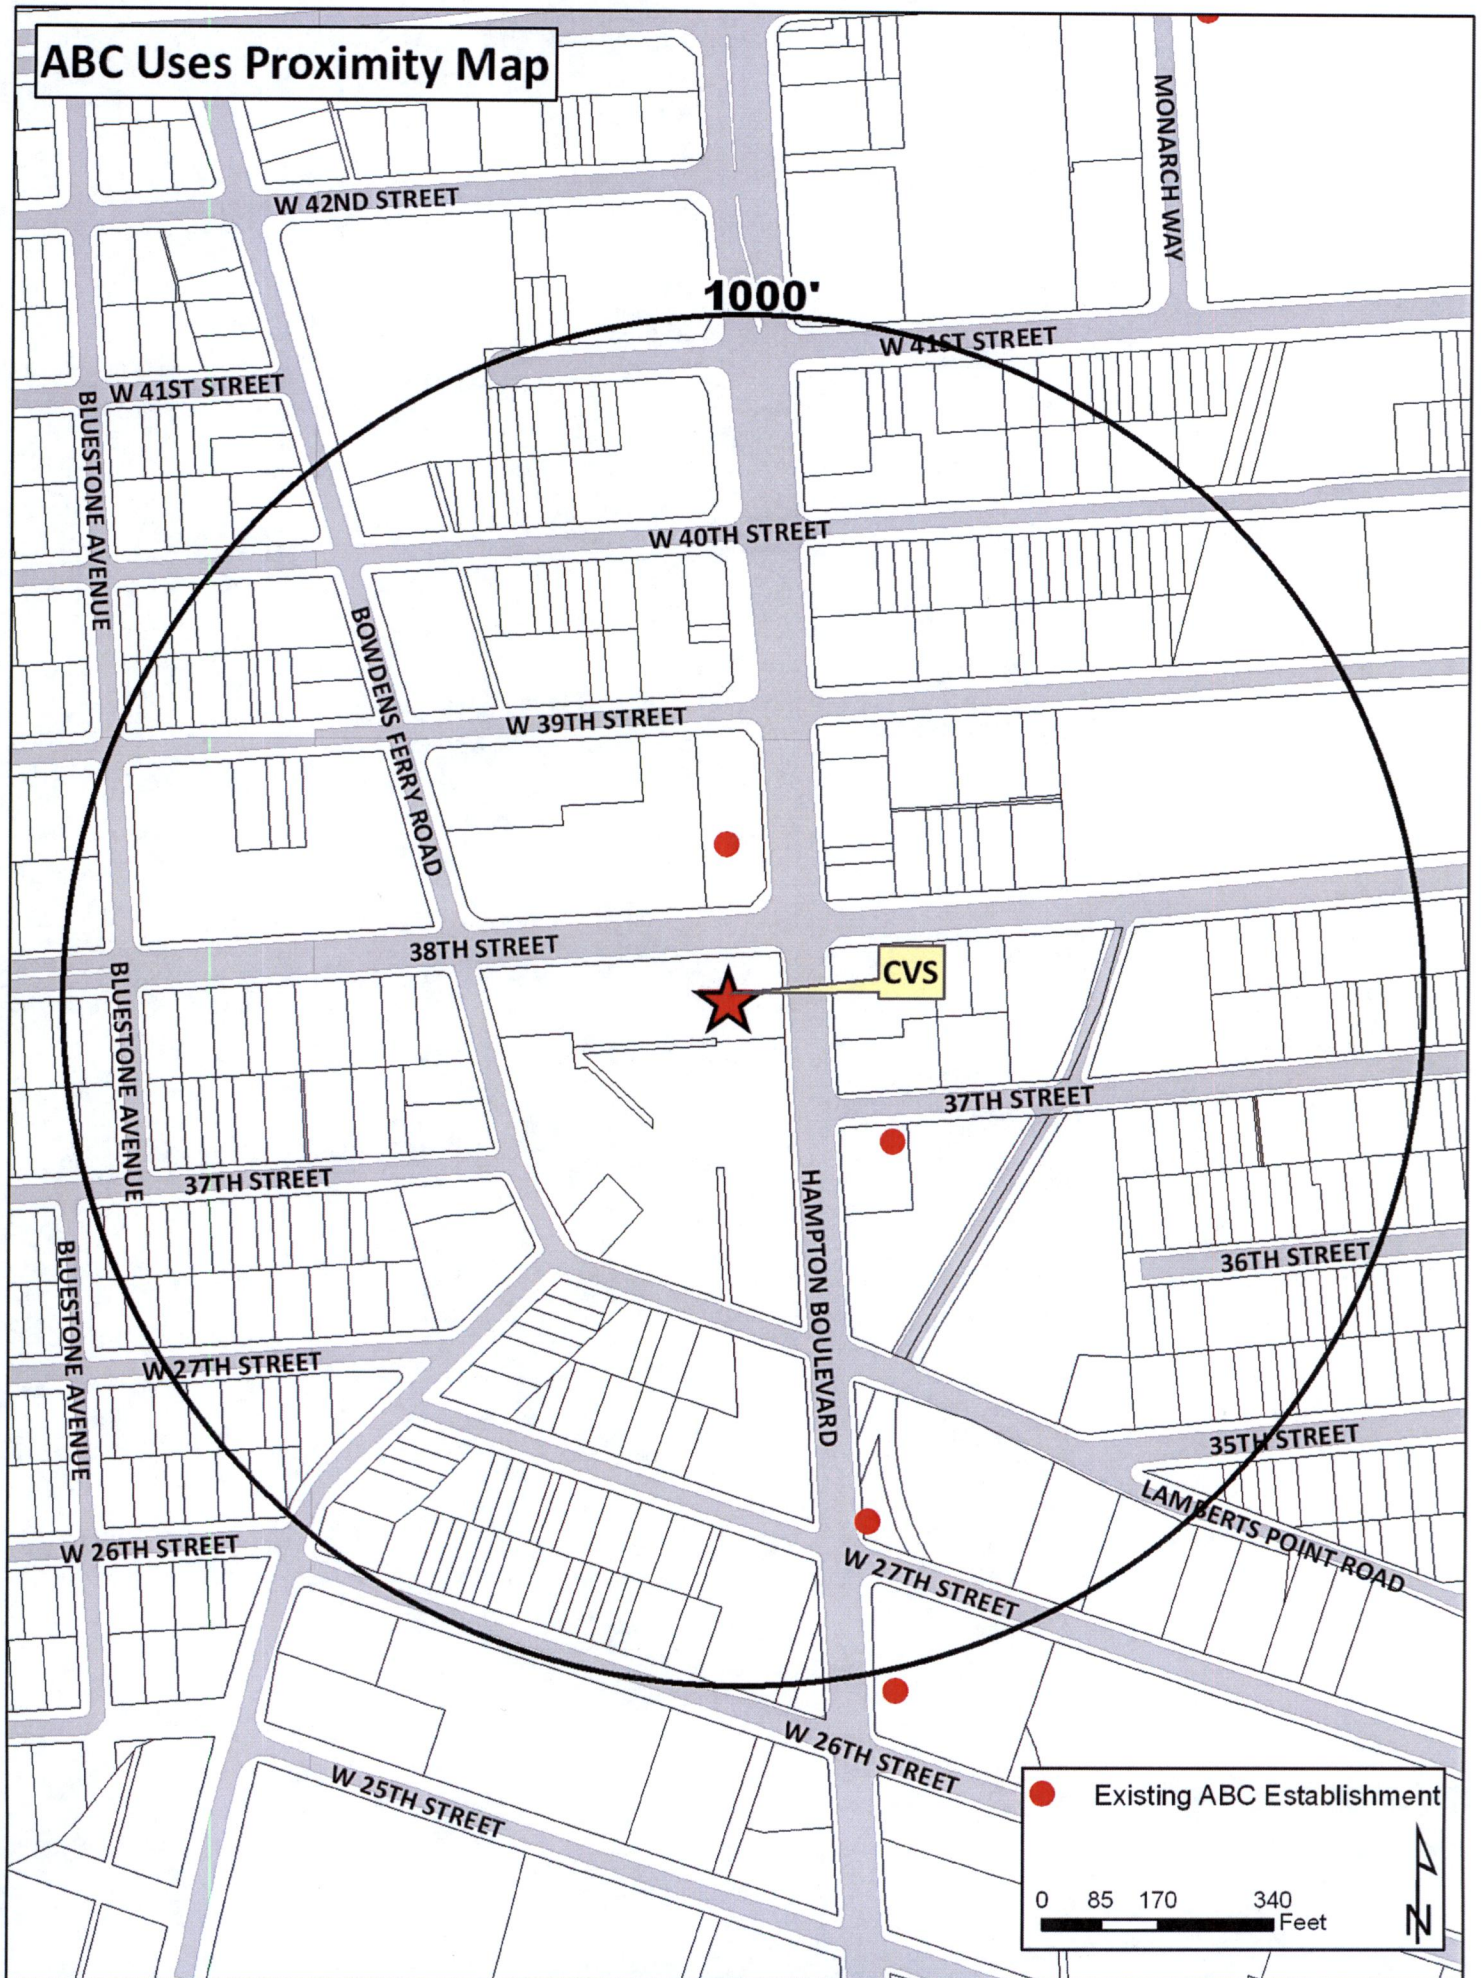 ABC Uses Proximity Map
MONARCH WAY
W 42ND STREET
1000'
W 41ST STREET
W 41ST STREET
BLUESTONE AVENUE
W 40TH STREET
BOWDENS FERRY ROAD
W 39TH STREET
38TH STREET
CVS
BLUESTONE AVENUE
37TH STREET
37TH STREET
HAMPTON BOULEVARD
36TH STREET
BLUESTONE AVENUE
W 27TH STREET
35TH STREET
LAMBERTS POINT ROAD
W 26TH STREET
W 27TH STREET
W 26TH STREET
W 25TH STREET
Existing ABC Establishment
0 85 170 340
Feet
N